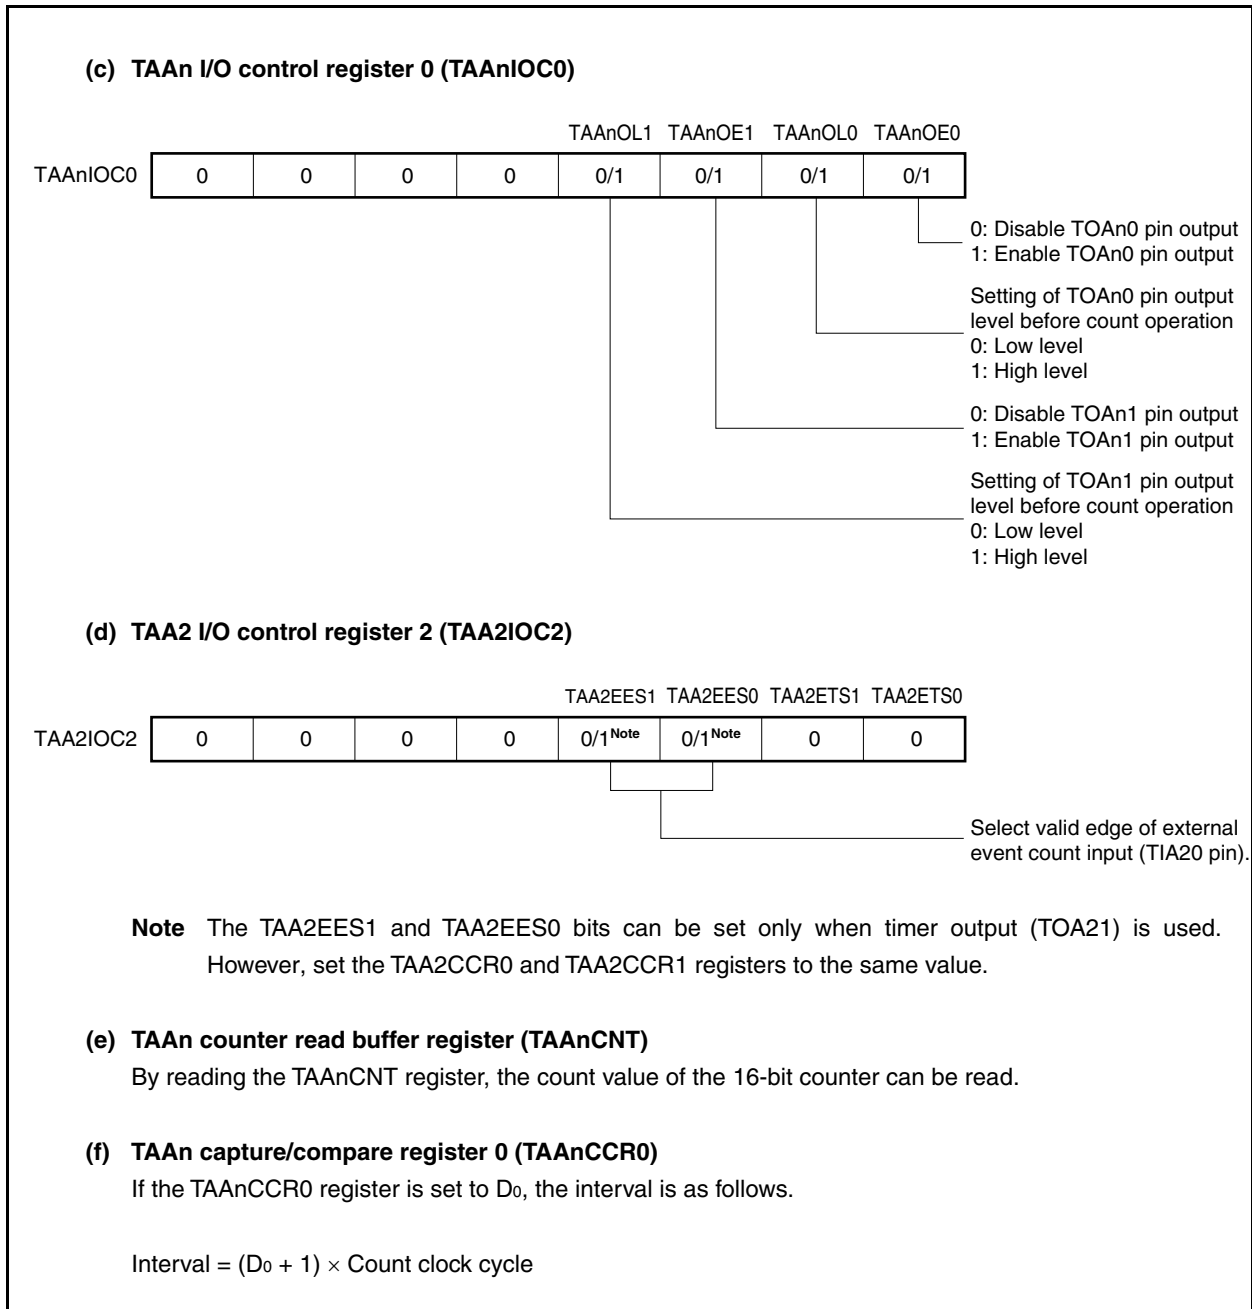 (c) TAAn I/O control register 0 (TAAnIOC0)
TAAnOL1 TAAnOE1 TAAnOL0 TAAnOE0
TAAnIOC0 0 0 0 0 0/1 0/1 0/1 0/1
0: Disable TOAn0 pin output
1: Enable TOAn0 pin output
Setting of TOAn0 pin output
level before count operation
0: Low level
1: High level
0: Disable TOAn1 pin output
1: Enable TOAn1 pin output
Setting of TOAn1 pin output
level before count operation
0: Low level
1: High level
(d) TAA2 I/O control register 2 (TAA2IOC2)
TAA2EES1 TAA2EES0 TAA2ETS1 TAA2ETS0
TAA2IOC2 0 0 0 0 0/1Note 0/1Note 0 0
Select valid edge of external
event count input (TIA20 pin).
Note The TAA2EES1 and TAA2EES0 bits can be set only when timer output (TOA21) is used.
However, set the TAA2CCR0 and TAA2CCR1 registers to the same value.
(e) TAAn counter read buffer register (TAAnCNT)
By reading the TAAnCNT register, the count value of the 16-bit counter can be read.
(f) TAAn capture/compare register 0 (TAAnCCR0)
If the TAAnCCR0 register is set to D0, the interval is as follows.
Interval = (D0 + 1) × Count clock cycle